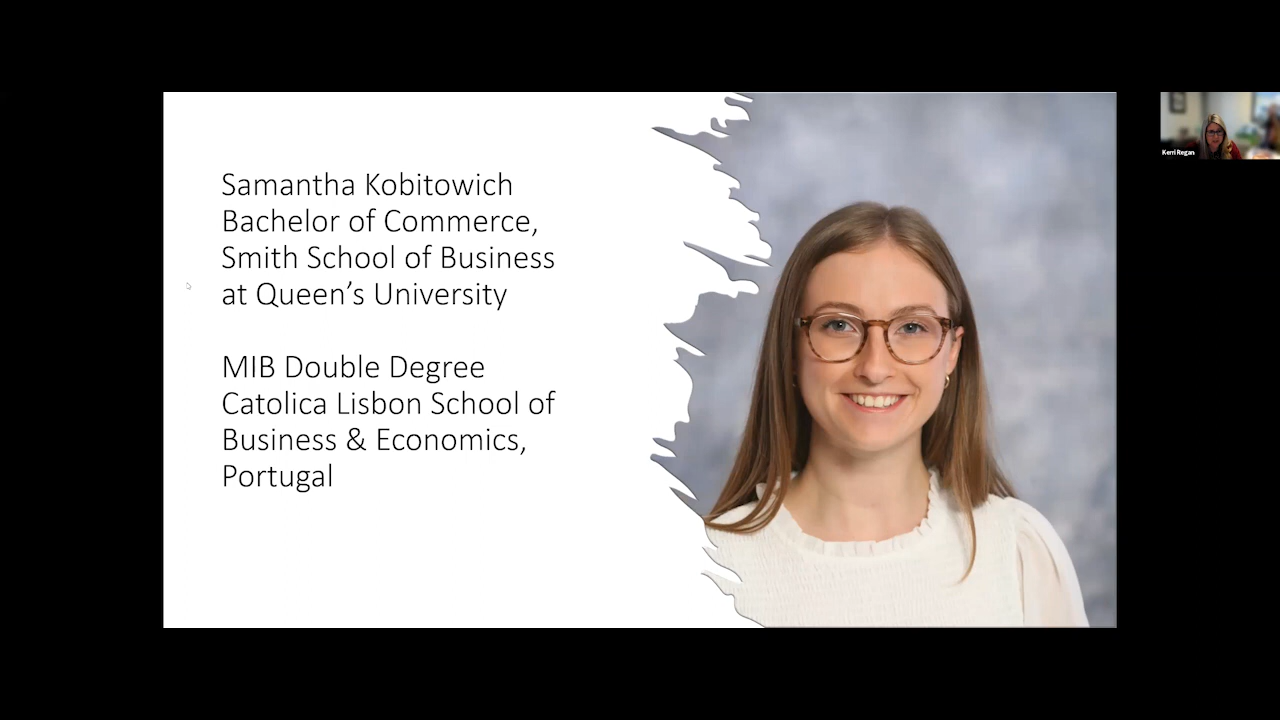 Samantha Kobitowich
Bachelor of Commerce,
Smith School of Business
at Queen’s University
MIB Double Degree
Catolica Lisbon School of
Business & Economics,
Portugal
Kerri Regan